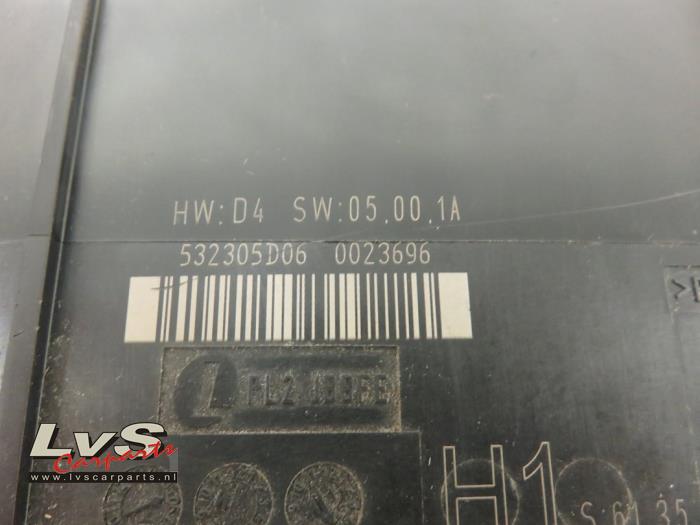 HW:D4 SW:05.00.1A
532305D06 0023696
H1
LvS
Carparts
www.lvscarparts.nl